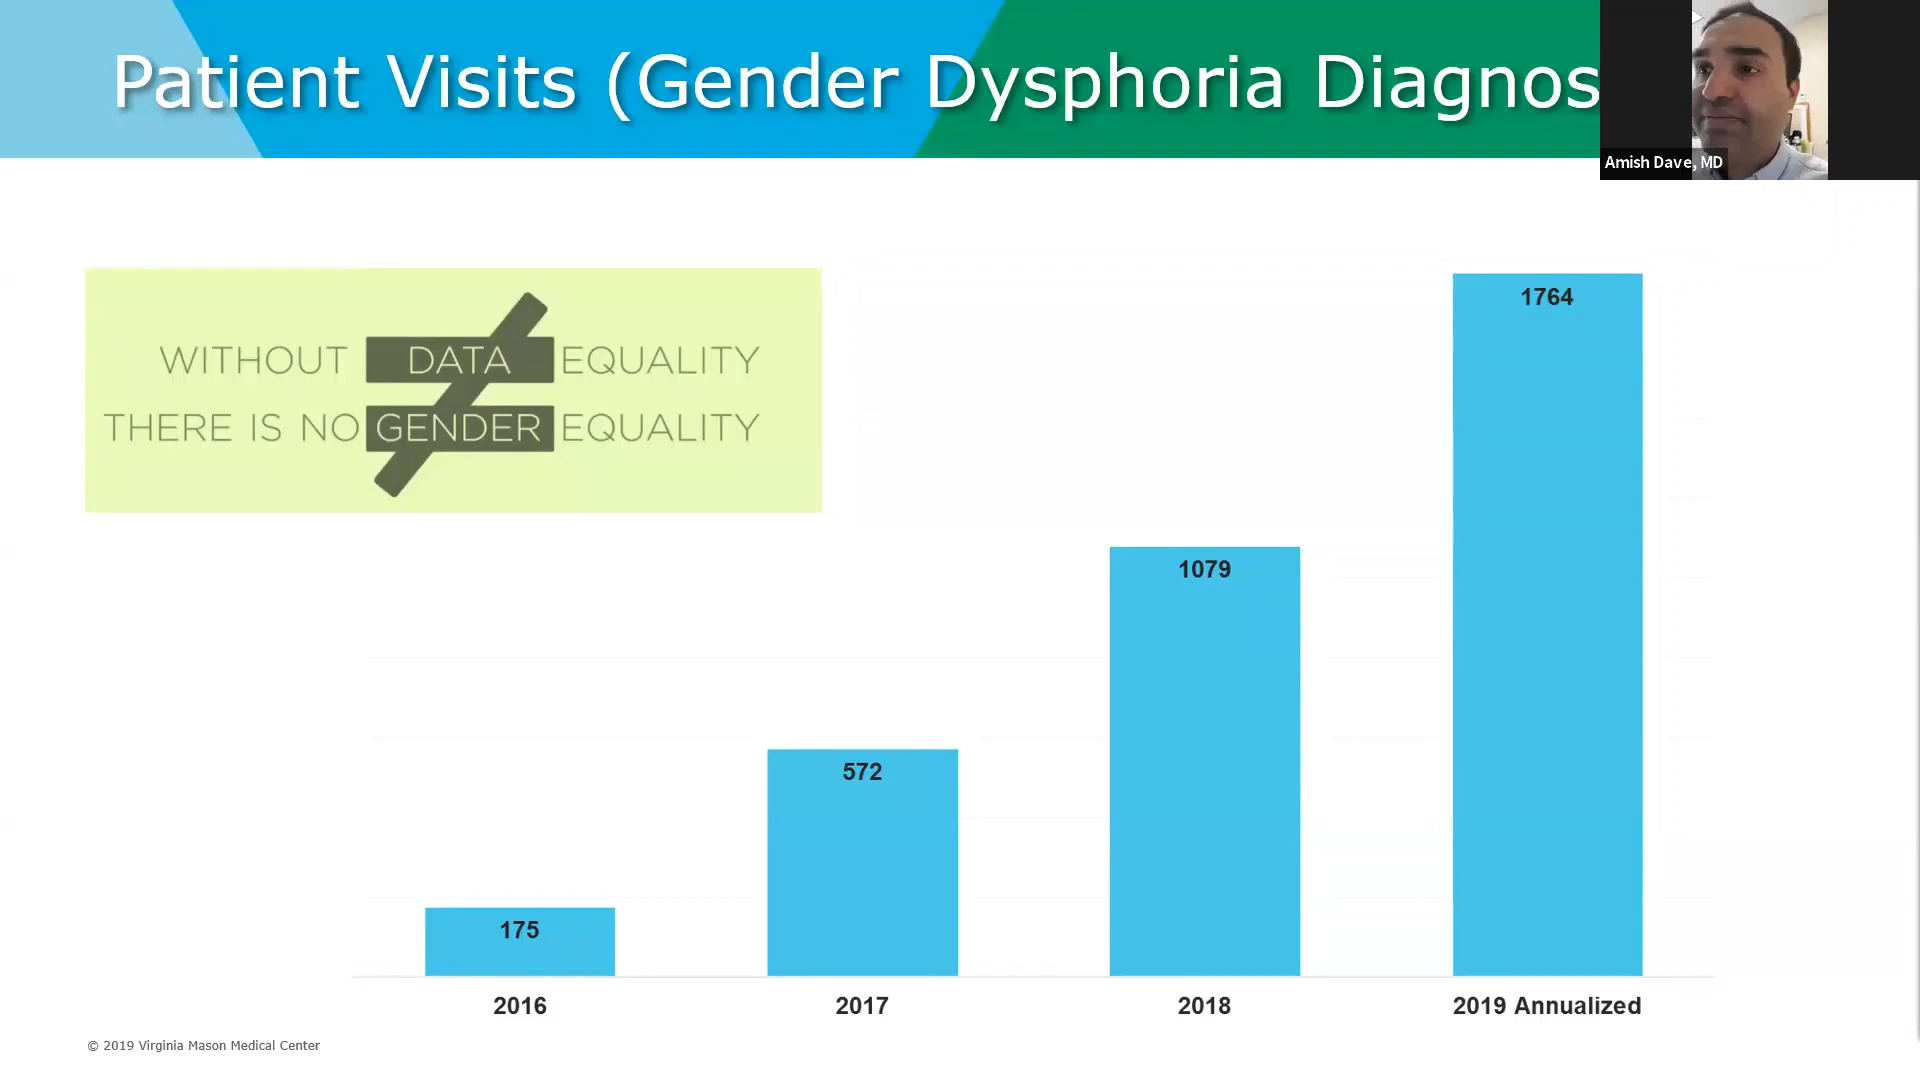 Patient Visits (Gender Dysphoria Diagnos
Amish Dave, MD
WITHOUT DATA EQUALITY
THERE IS NO GENDER EQUALITY
1764
1079
572
175
2016
2017
2018
2019 Annualized
© 2019 Virginia Mason Medical Center